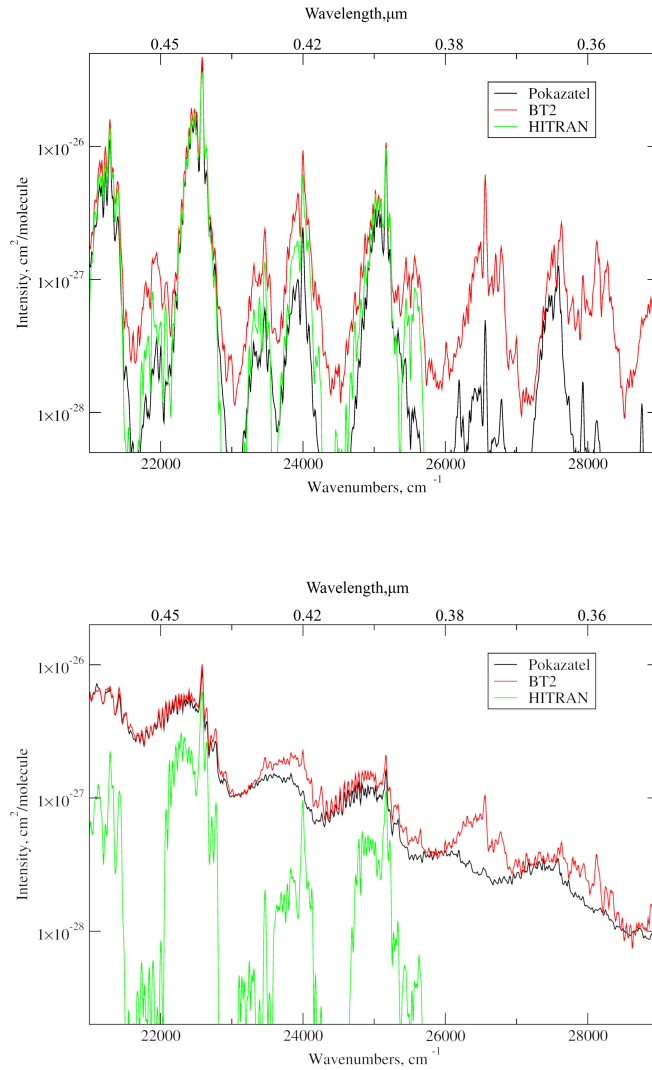 Wavelength,μm
0.45 0.42 0.38 0.36
Pokazatel
BT2
HITRAN
1×10-26
1×10-27
1×10-28
Intensity, cm2/molecule
22000 24000 26000 28000
Wavenumbers, cm-1
Wavelength,μm
0.45 0.42 0.38 0.36
Pokazatel
BT2
HITRAN
1×10-26
1×10-27
1×10-28
Intensity, cm2/molecule
22000 24000 26000 28000
Wavenumbers, cm-1